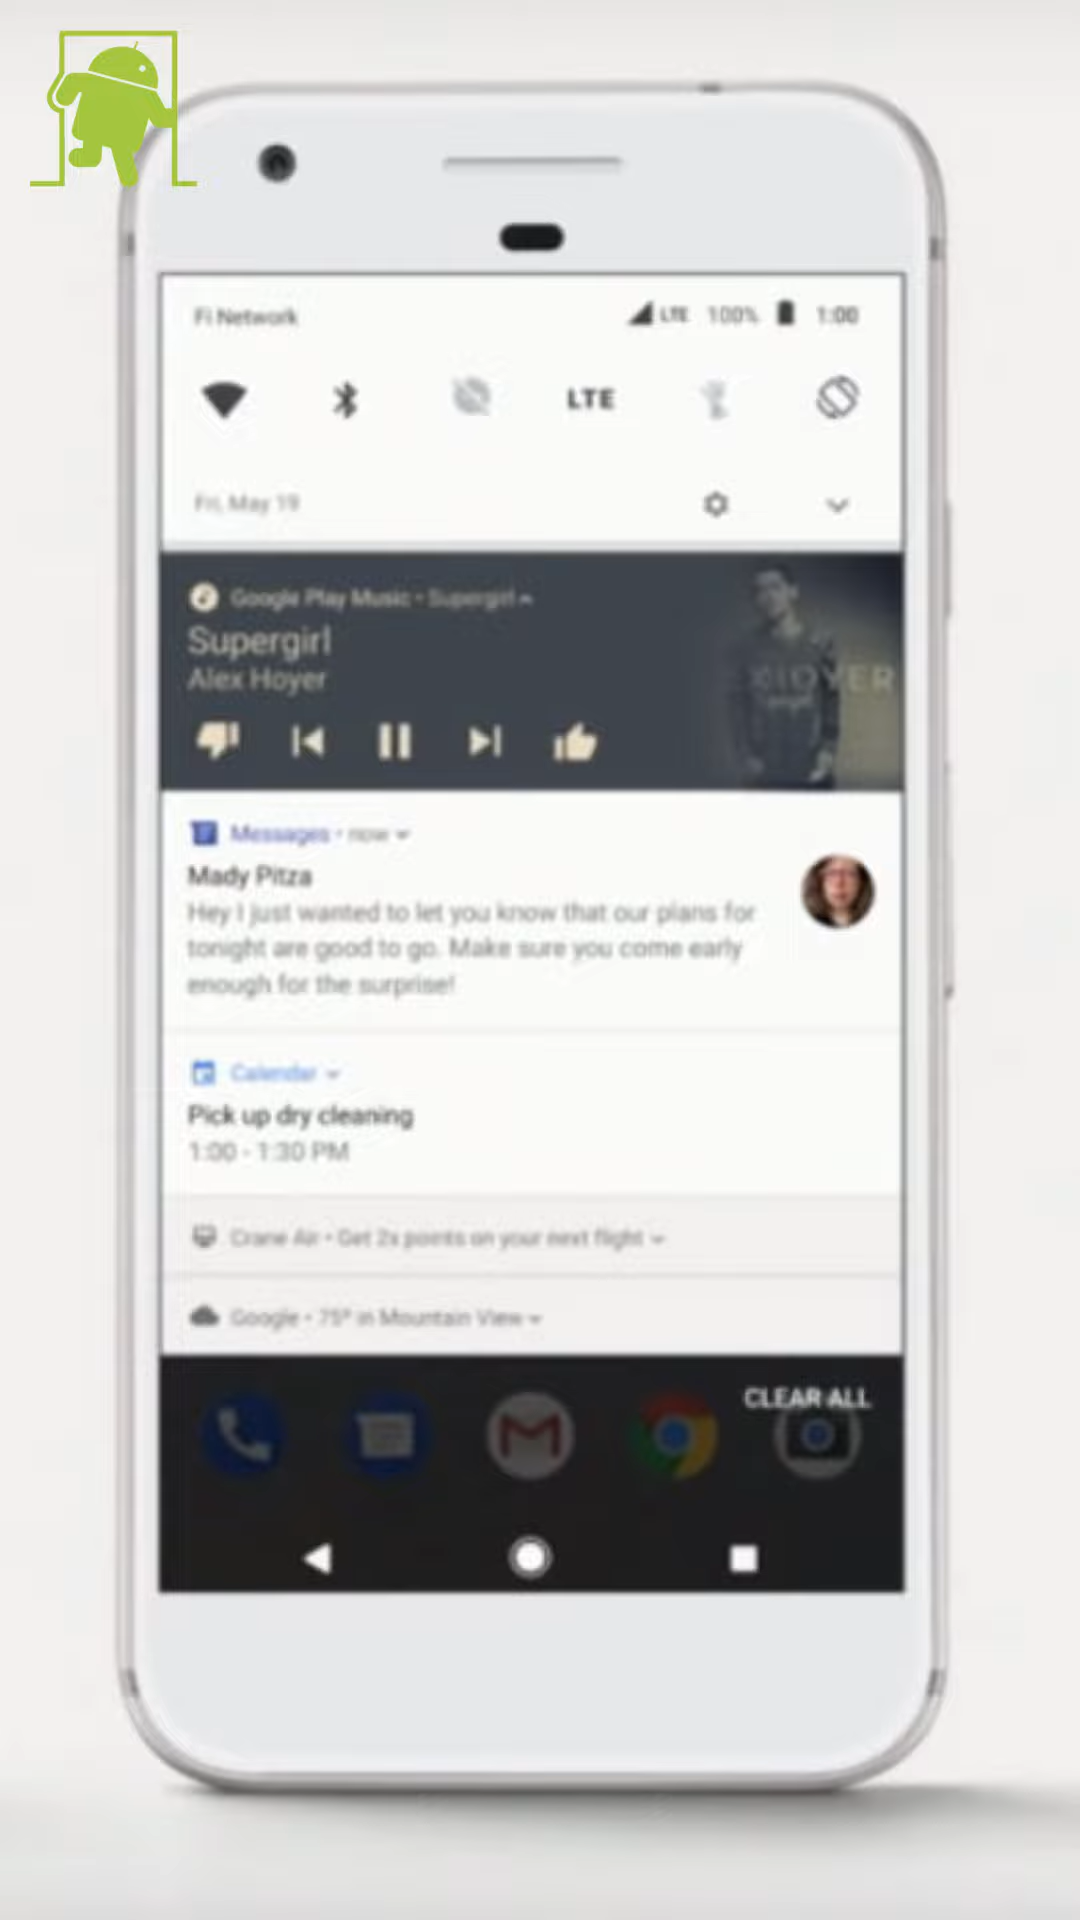 Fi Network LTE 100% 1:00
LTE
Fri, May 19
Google Play Music • Supergirl
Supergirl
Alex Hoyer
Messages • now
Mady Pitza
Hey I just wanted to let you know that our plans for
tonight are good to go. Make sure you come early
enough for the surprise!
Calendar
Pick up dry cleaning
1:00 - 1:30 PM
Crane Air • Get 2x points on your next flight
Google • 75° in Mountain View
CLEAR ALL